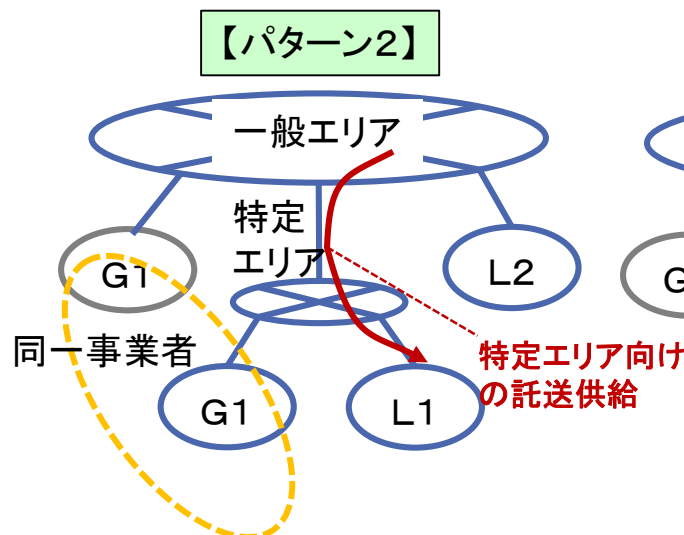 【パターン２】
一般エリア
特定
エリア
G1
L2
G
同一事業者
特定エリア向け
の託送供給
G1
L1